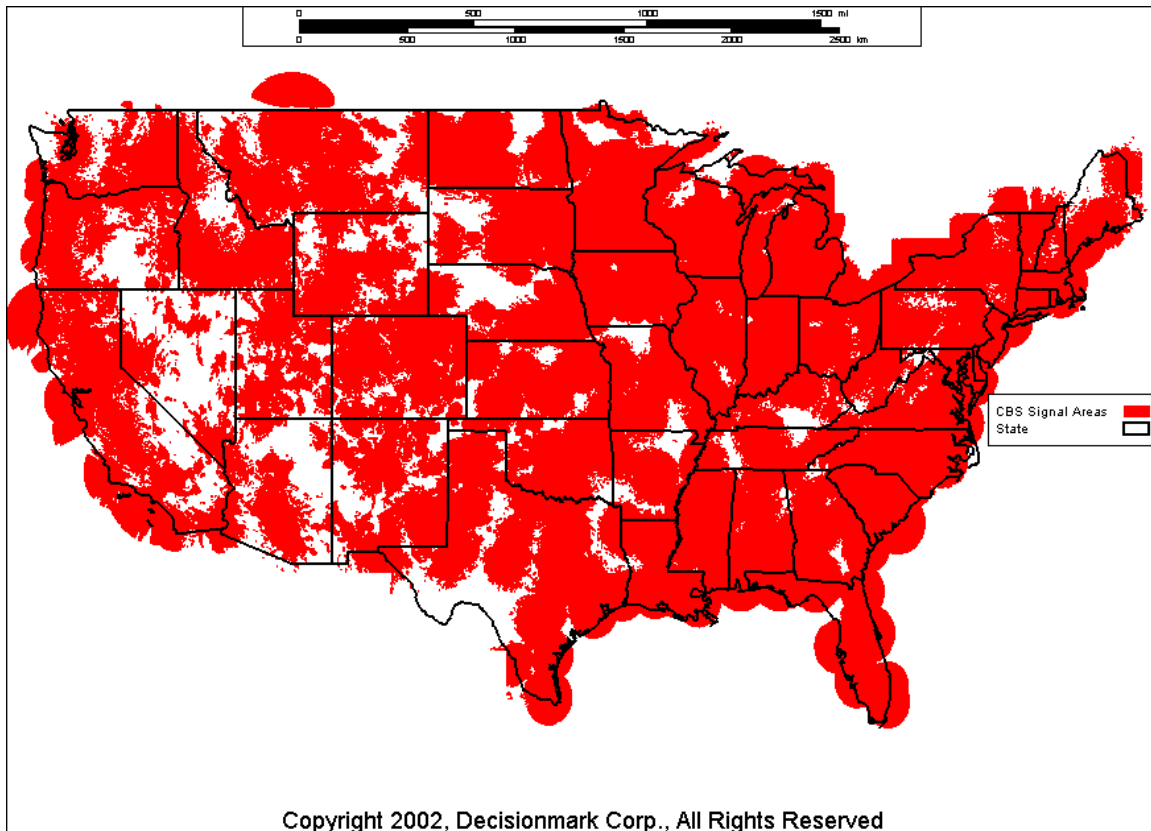 0 500 1000 1500 mi
0 500 1000 1500 2000 2500 km
CBS Signal Areas
State
Copyright 2002, Decisionmark Corp., All Rights Reserved